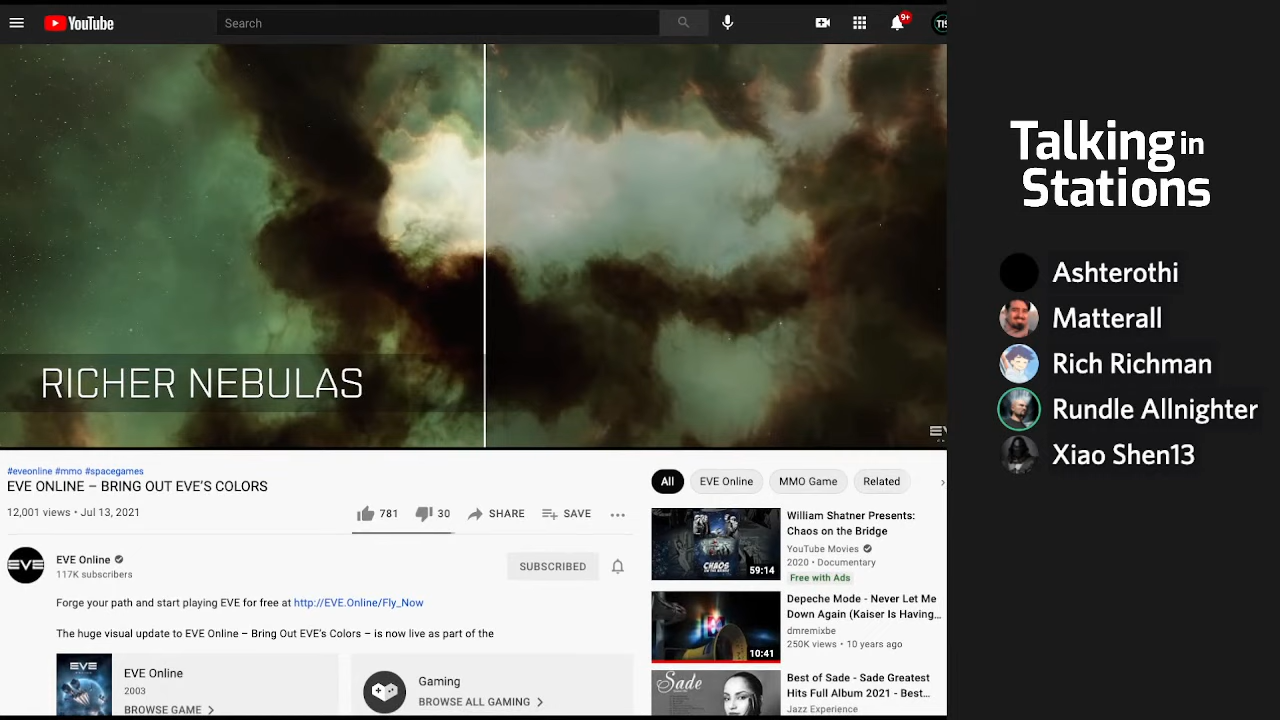 YouTube
Search
9+
TIS
RICHER NEBULAS
#eveonline #mmo #spacegames
EVE ONLINE – BRING OUT EVE'S COLORS
12,001 views • Jul 13, 2021
781
30
SHARE
SAVE
EVE
EVE Online
117K subscribers
SUBSCRIBED
Forge your path and start playing EVE for free at http://EVE.Online/Fly_Now
The huge visual update to EVE Online – Bring Out EVE's Colors – is now live as part of the
EVE
EVE Online
2003
BROWSE GAME
Gaming
BROWSE ALL GAMING
All
EVE Online
MMO Game
Related
CHAOS
59:14
William Shatner Presents:
Chaos on the Bridge
YouTube Movies
2020 • Documentary
Free with Ads
10:41
Depeche Mode - Never Let Me
Down Again (Kaiser Is Having...
dmremixbe
250K views • 10 years ago
Sade
Best of Sade - Sade Greatest
Hits Full Album 2021 - Best...
Jazz Experience
Talking in
Stations
Ashterothi
Matterall
Rich Richman
Rundle Allnighter
Xiao Shen13